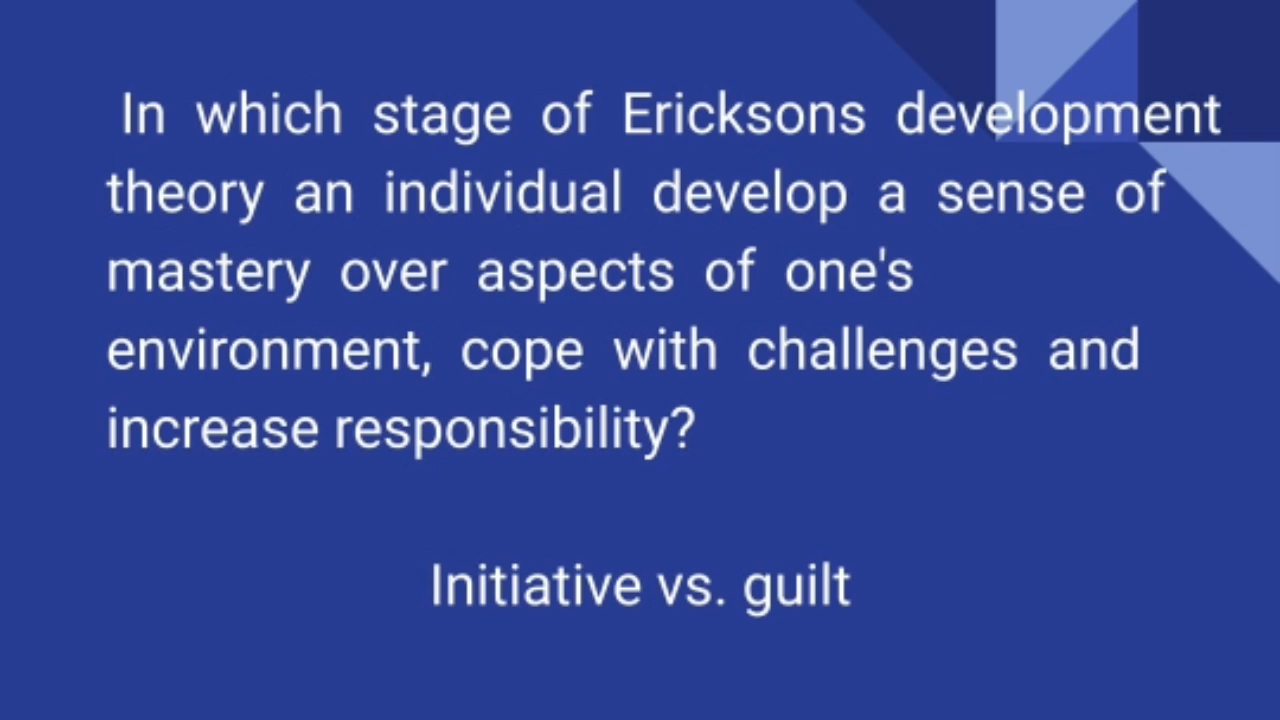 In which stage of Ericksons development
theory an individual develop a sense of
mastery over aspects of one's
environment, cope with challenges and
increase responsibility?
Initiative vs. guilt